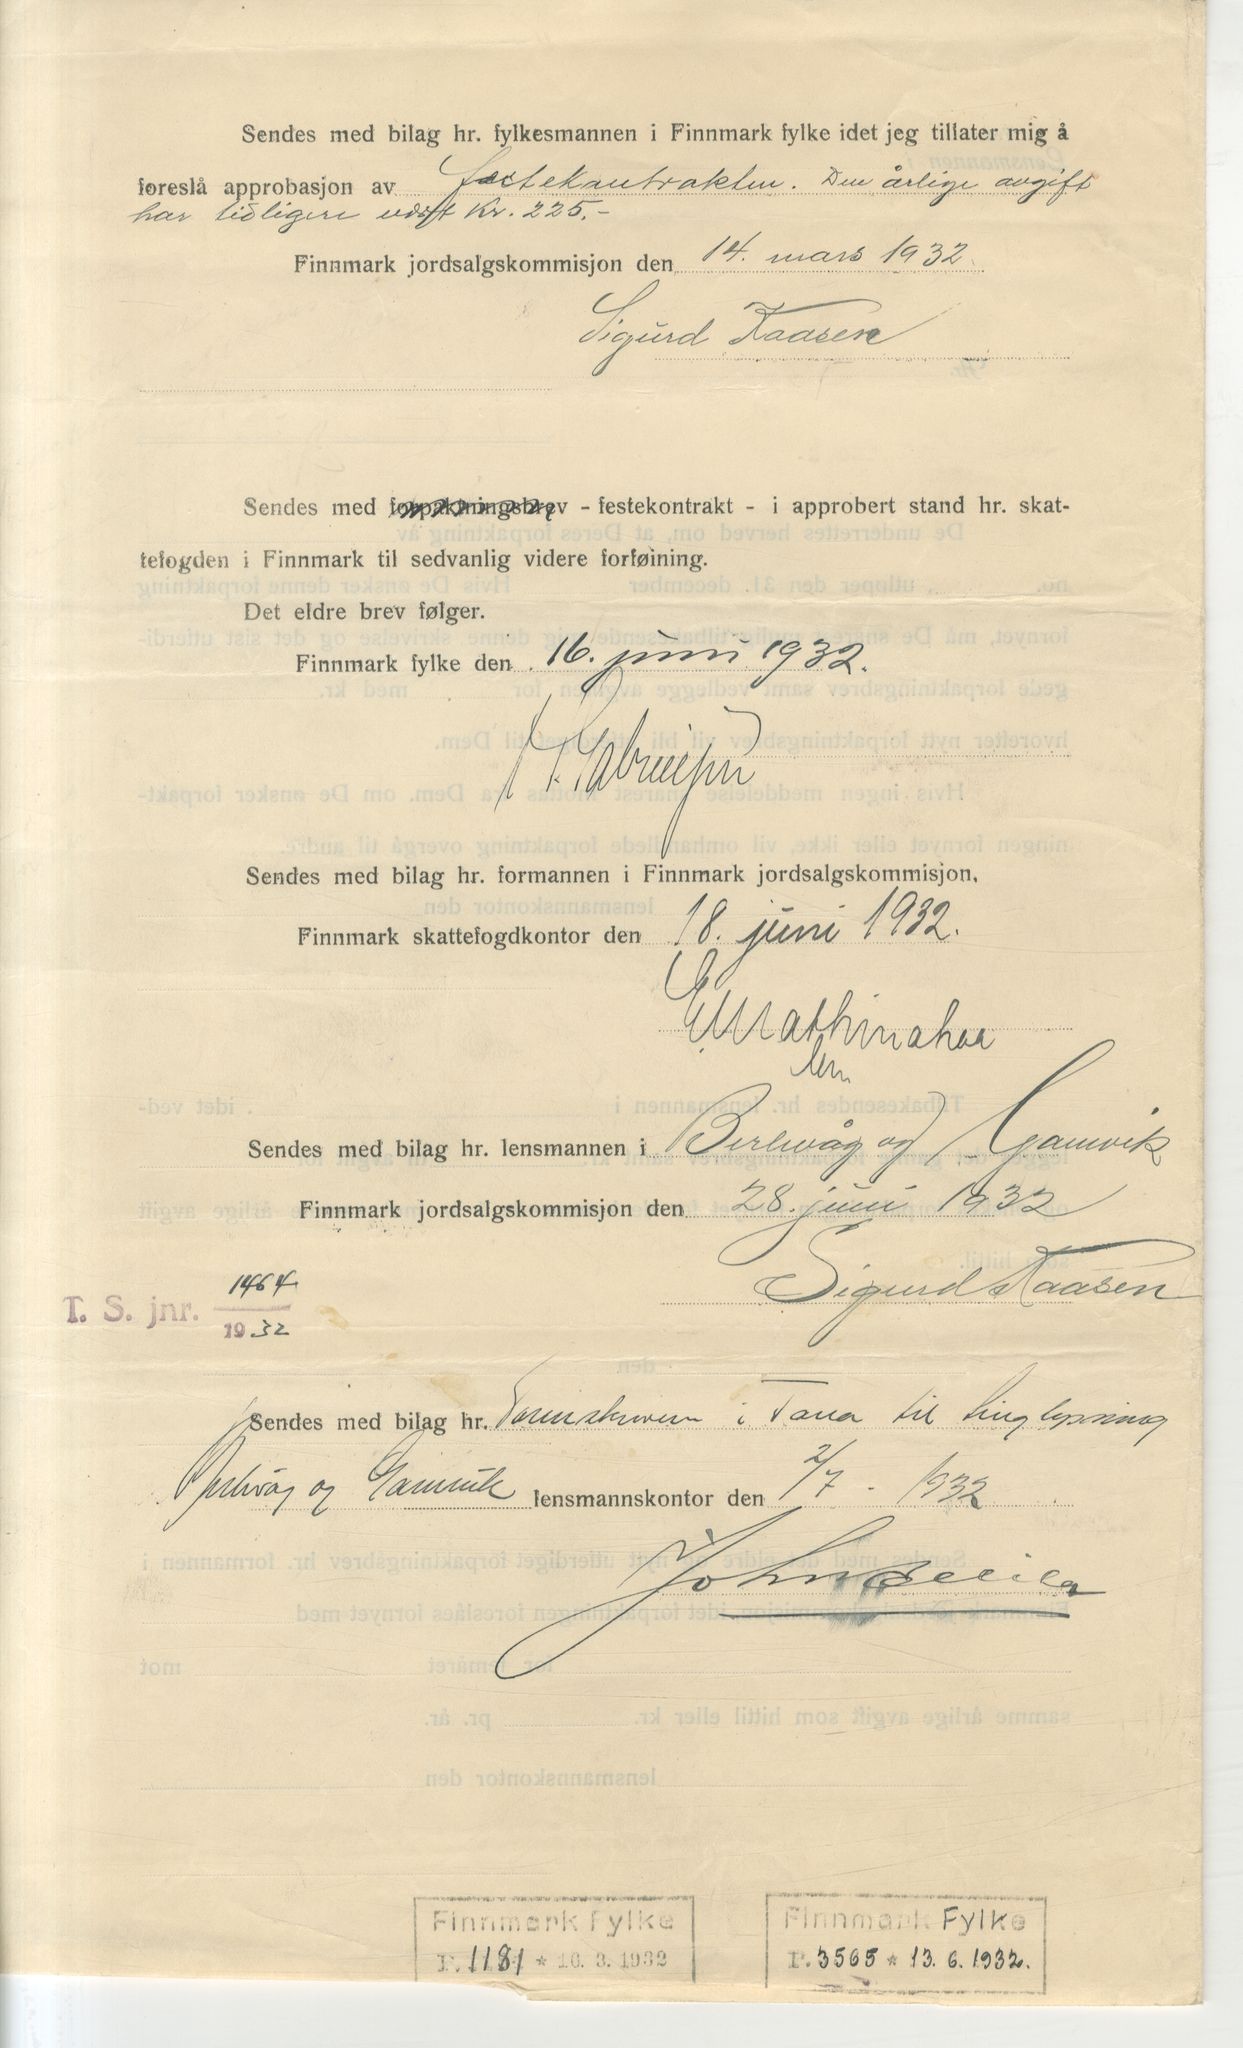 Sendes med bilag hr. fylkesmannen i Finnmark fylke idet jeg tillater mig å
foreslå approbasjon av festekontrakten. Den årlige avgift
har tidligere vært kr. 225.-
Finnmark jordsalgskommisjon den 14. mars 1932.
Sigurd Kaasen
Sendes med forpaktningsbrev - festekontrakt - i approbert stand hr. skat-
tefogden i Finnmark til sedvanlig videre forføining.
Det eldre brev følger.
Finnmark fylke den 16. juni 1932.
Sendes med bilag hr. formannen i Finnmark jordsalgskommisjon.
Finnmark skattefogdkontor den 18. juni 1932.
Sendes med bilag hr. lensmannen i Berlevåg og Gamvik
Finnmark jordsalgskommisjon den 28. juni 1932
Sigurd Kaasen
T. S. jnr. 1464
1932
Sendes med bilag hr. Sorenskriveren i Tana til tinglysning
Berlevåg og Gamvik lensmannskontor den 2/7 - 1932
John
Finnmark Fylke
P. 1181 * 10. 3. 1932
Finnmark Fylke
P. 3565 * 13. 6. 1932.